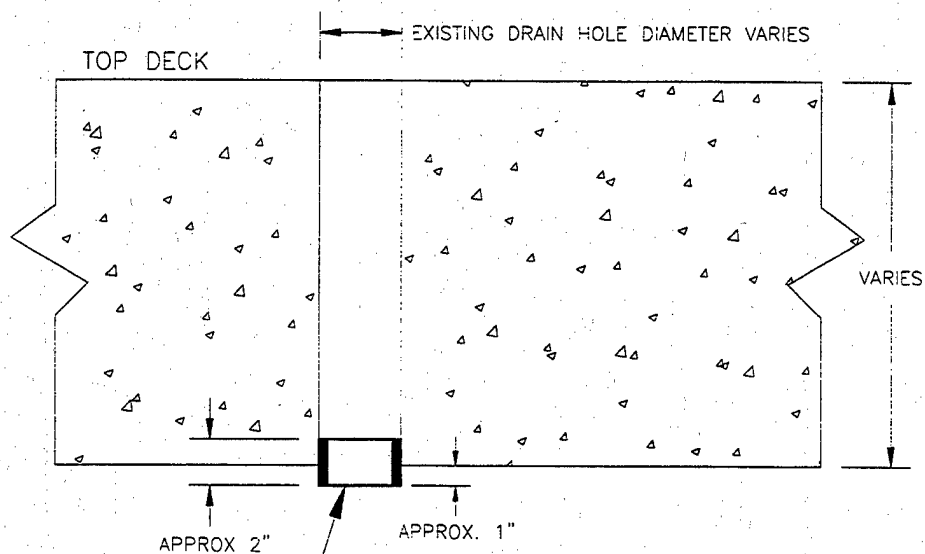 EXISTING DRAIN HOLE DIAMETER VARIES
TOP DECK
VARIES
APPROX 2"
APPROX. 1"